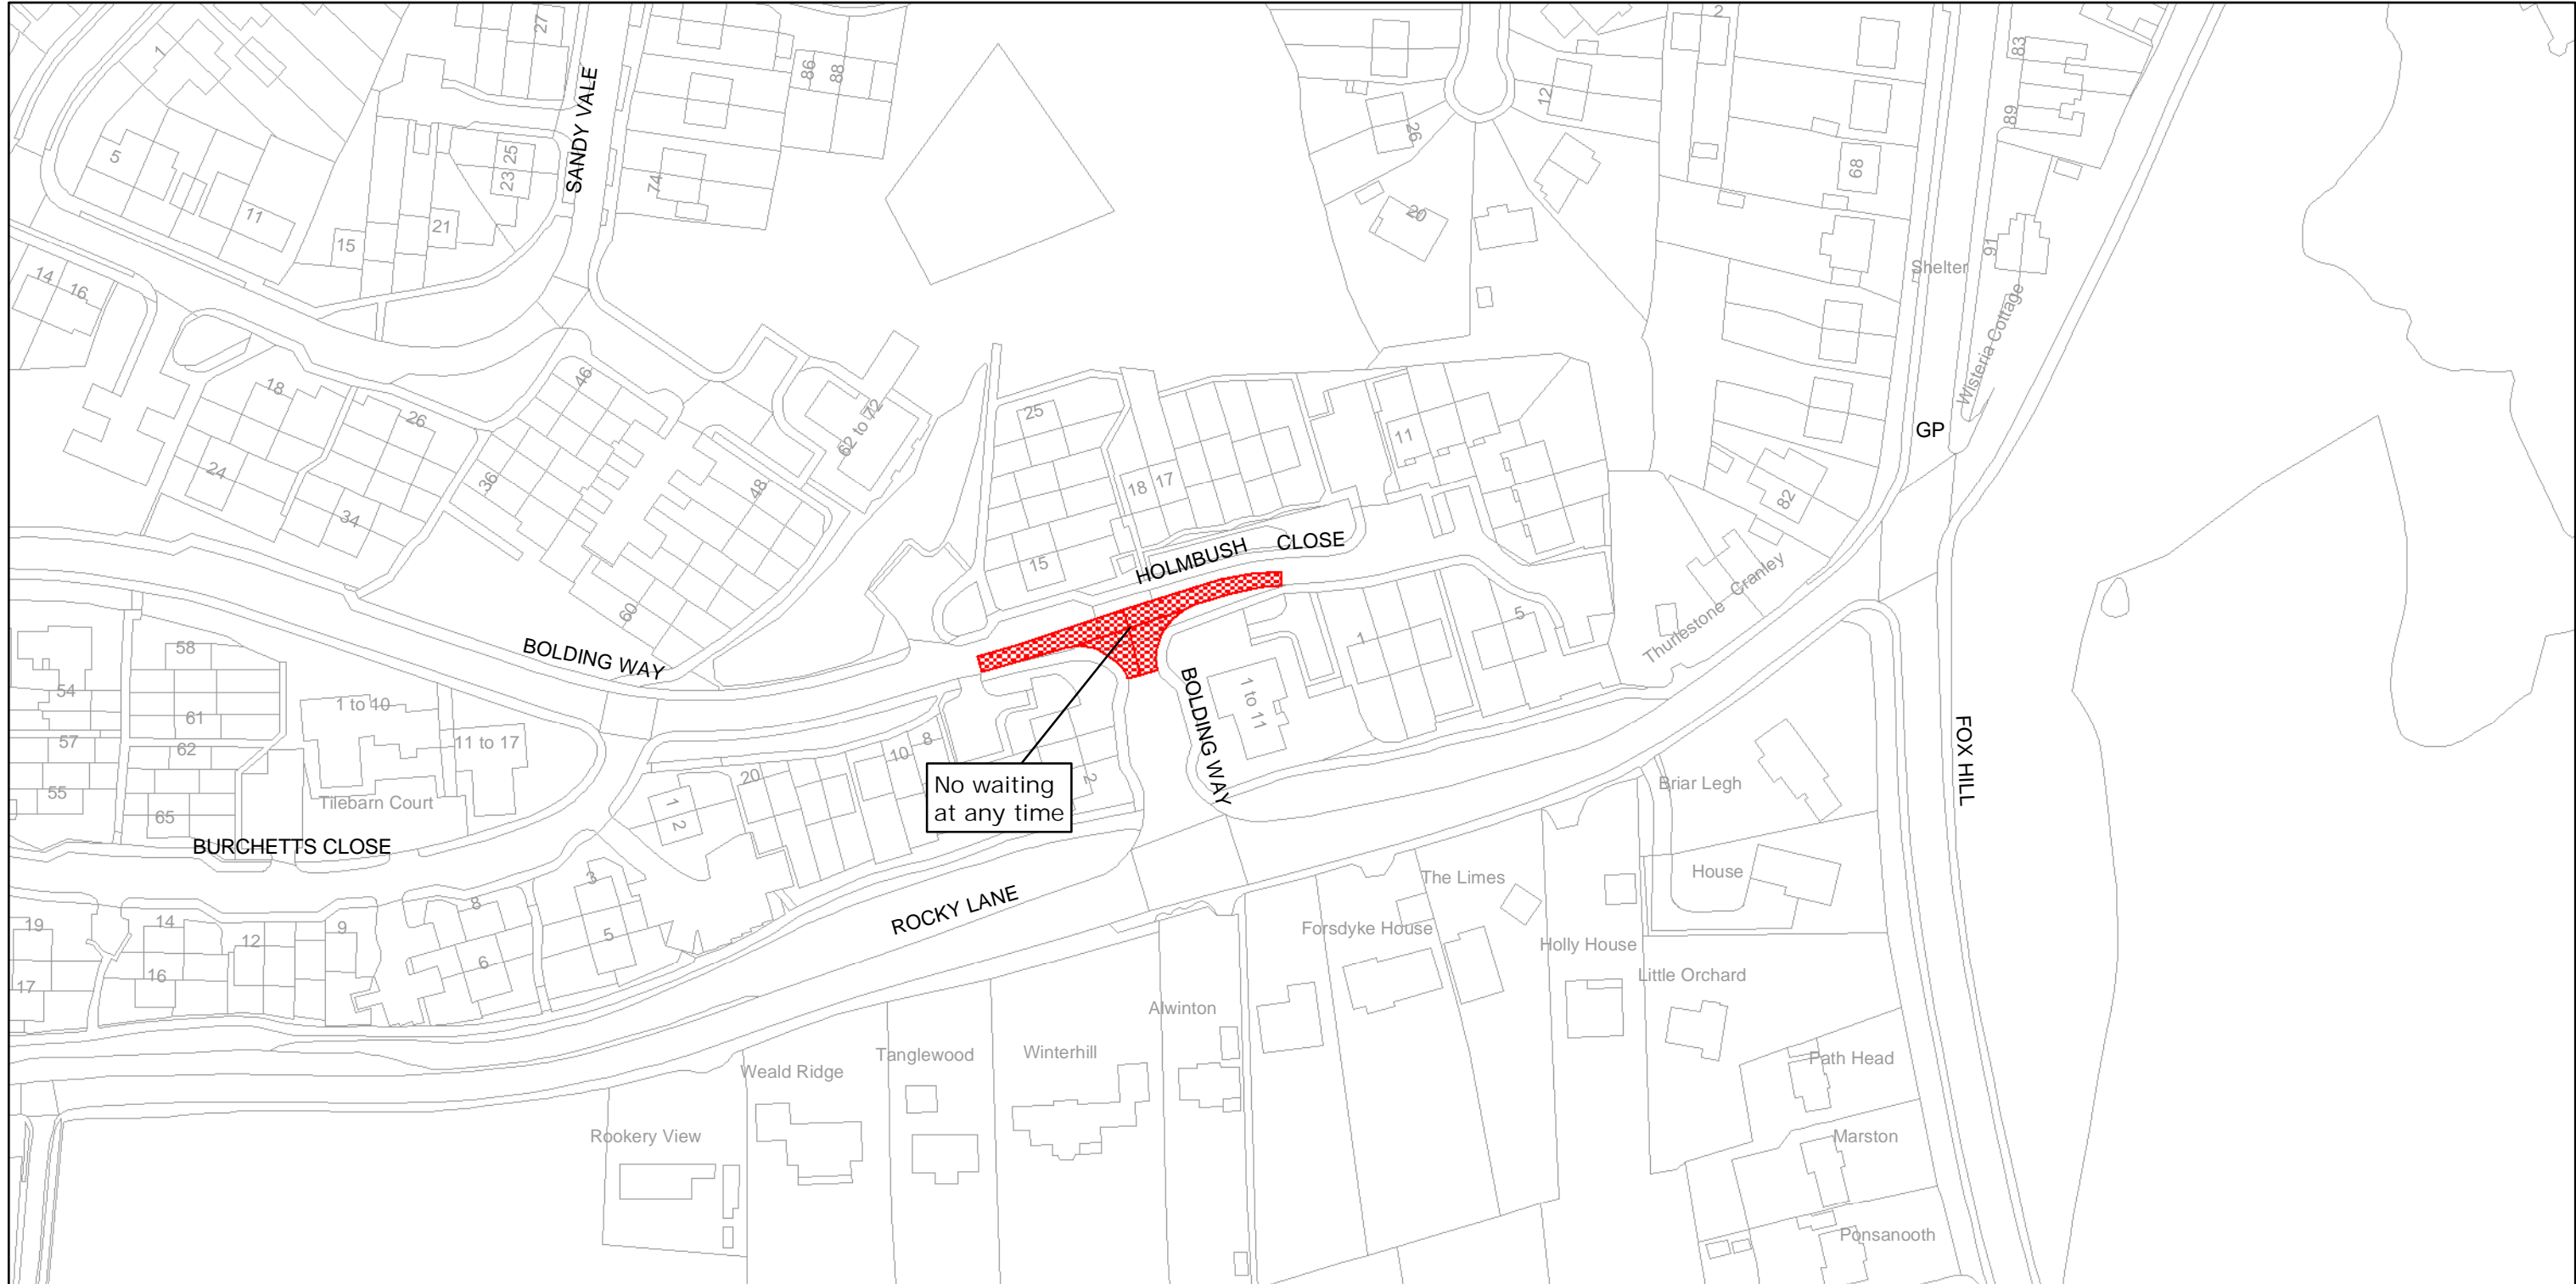 27
1
86
88
2
83
SANDY VALE
12
26
89
5
23 25
74
68
11
21
20
15
91
Shelter
14
16
Wisteria Cottage
18
46
26
62 to 72
25
11
GP
24
36
48
18 17
34
82
HOLMBUSH CLOSE
15
Thurlestone Cranley
60
1
5
BOLDING WAY
58
54
61
57
62
55
65
1 to 10
11 to 17
Tilebarn Court
BURCHETTS CLOSE
1 to 11
BOLDING WAY
FOX HILL
10
8
20
1
2
2
No waiting
at any time
Briar Legh
House
The Limes
ROCKY LANE
Forsdyke House
Holly House
Little Orchard
3
8
5
6
19
14
12
9
16
17
Alwinton
Winterhill
Tanglewood
Weald Ridge
Path Head
Rookery View
Marston
Ponsanooth